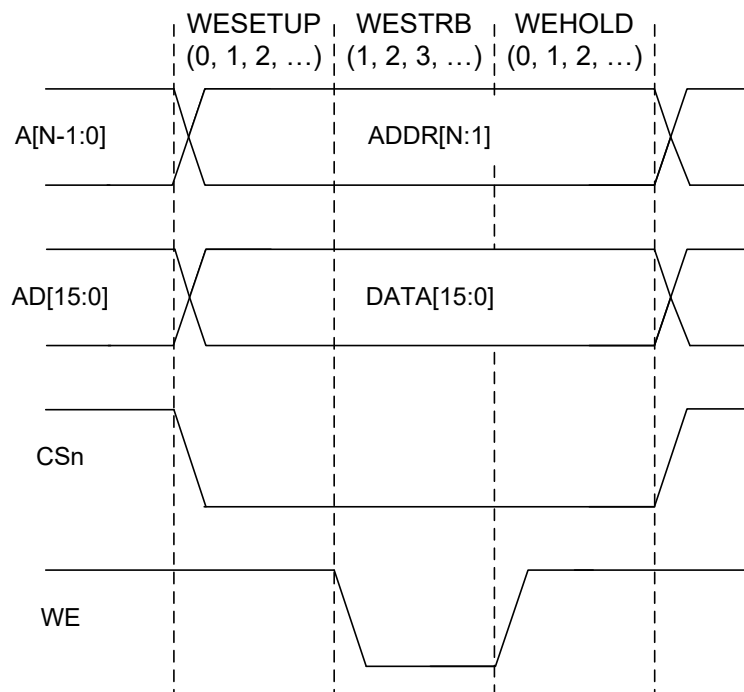 WESETUP WESTRB WEHOLD
(0, 1, 2, …) (1, 2, 3, …) (0, 1, 2, …)
A[N-1:0] ADDR[N:1]
AD[15:0] DATA[15:0]
CSn
WE